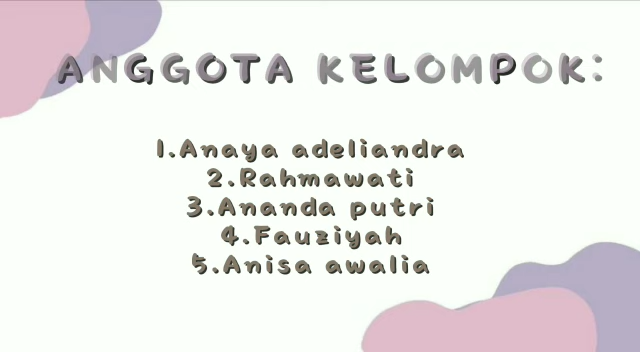 ANGGOTA KELOMPOK:
1.Anaya adeliandra
2.Rahmawati
3.Ananda putri
4.Fauziyah
5.Anisa awalia